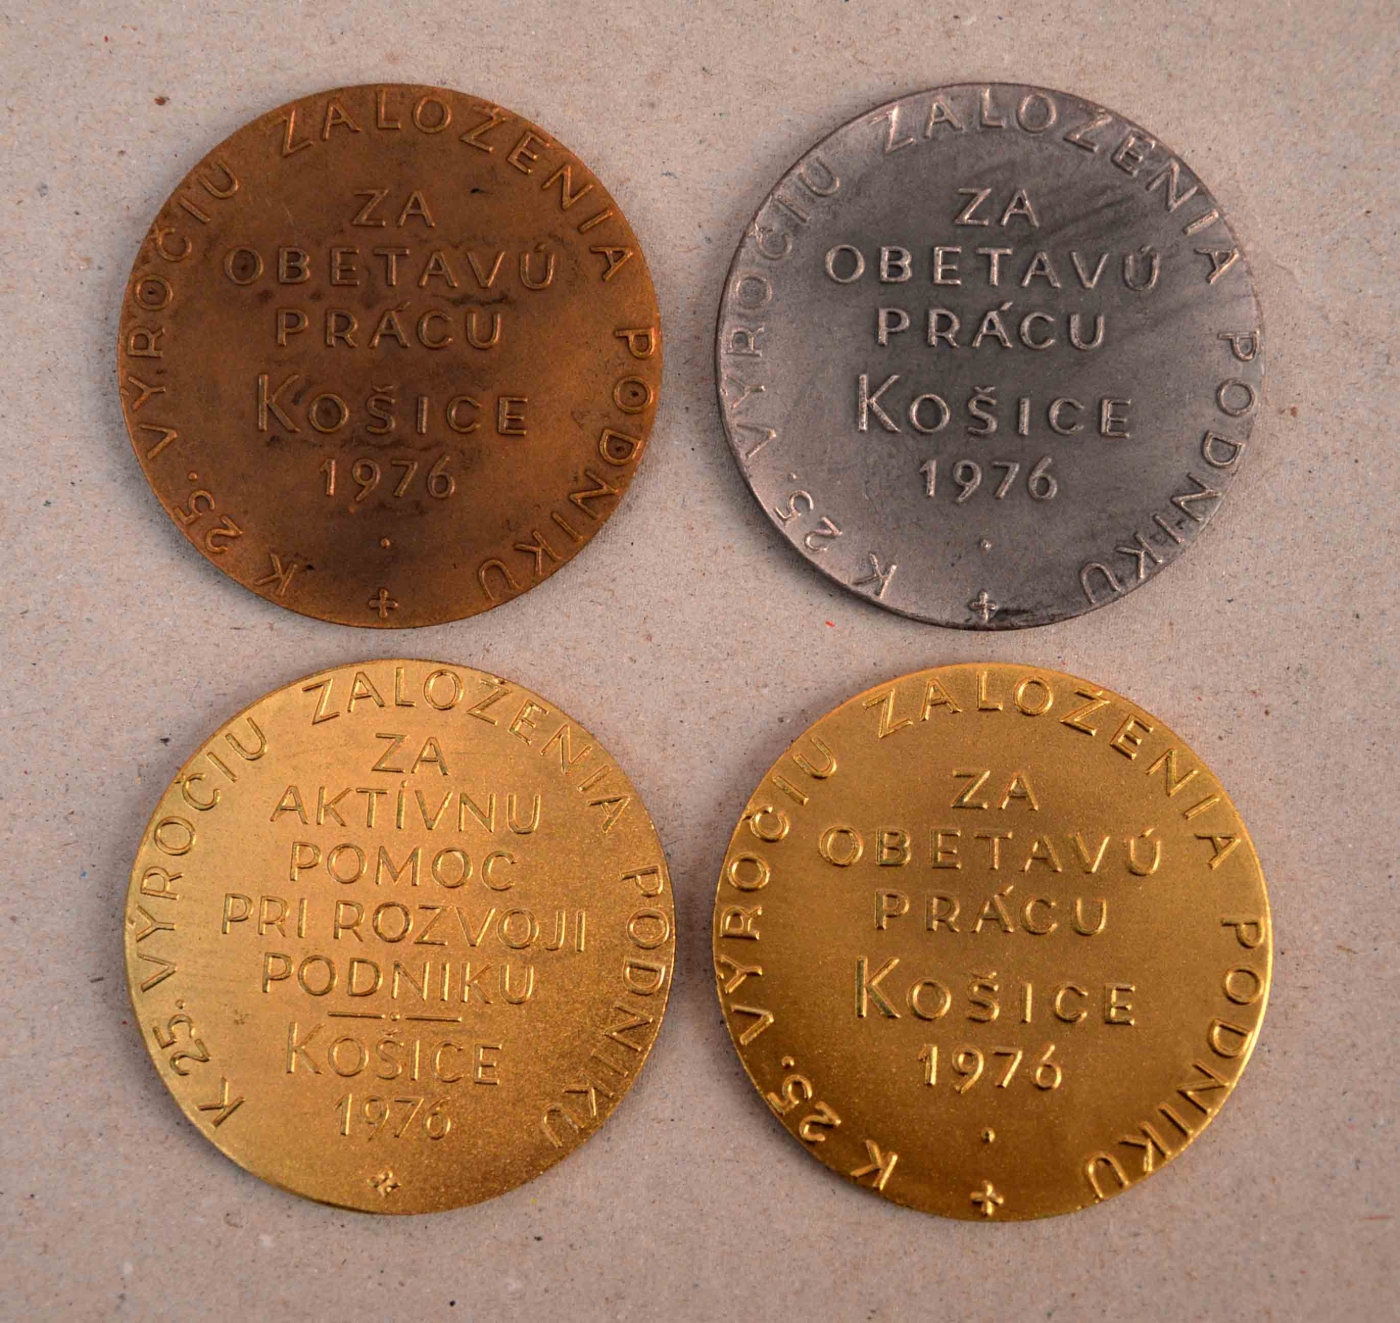 K 25. VÝROČIU ZALOŽENIA PODNIKU
ZA
OBETAVÚ
PRÁCU
KOŠICE
1976
K 25. VÝROČIU ZALOŽENIA PODNIKU
ZA
OBETAVÚ
PRÁCU
KOŠICE
1976
K 25. VÝROČIU ZALOŽENIA PODNIKU
ZA
AKTÍVNU
POMOC
PRI ROZVOJI
PODNIKU
KOŠICE
1976
K 25. VÝROČIU ZALOŽENIA PODNIKU
ZA
OBETAVÚ
PRÁCU
KOŠICE
1976